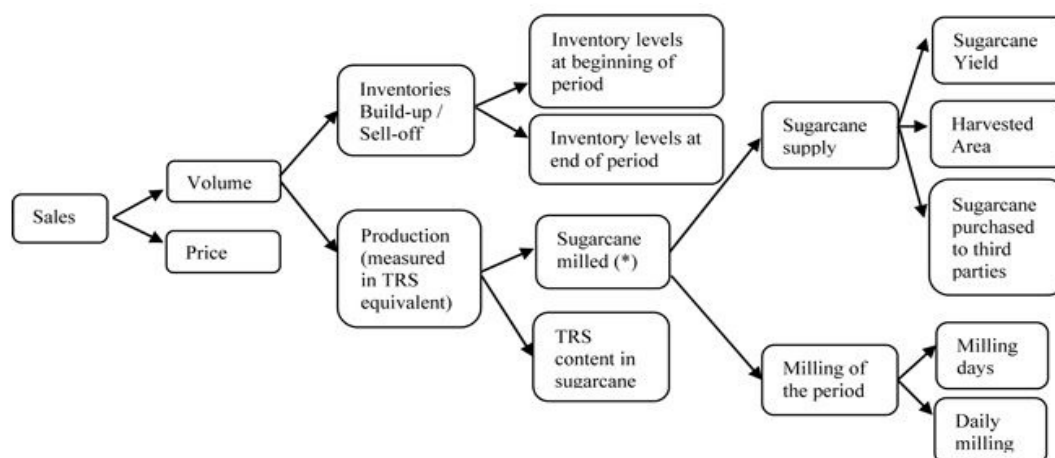 Sales
Volume
Price
Inventories
Build-up /
Sell-off
Production
(measured
in TRS
equivalent)
Inventory levels
at beginning of
period
Inventory levels at
end of period
Sugarcane
milled (*)
TRS
content in
sugarcane
Sugarcane
supply
Milling of
the period
Sugarcane
Yield
Harvested
Area
Sugarcane
purchased
to third
parties
Milling
days
Daily
milling